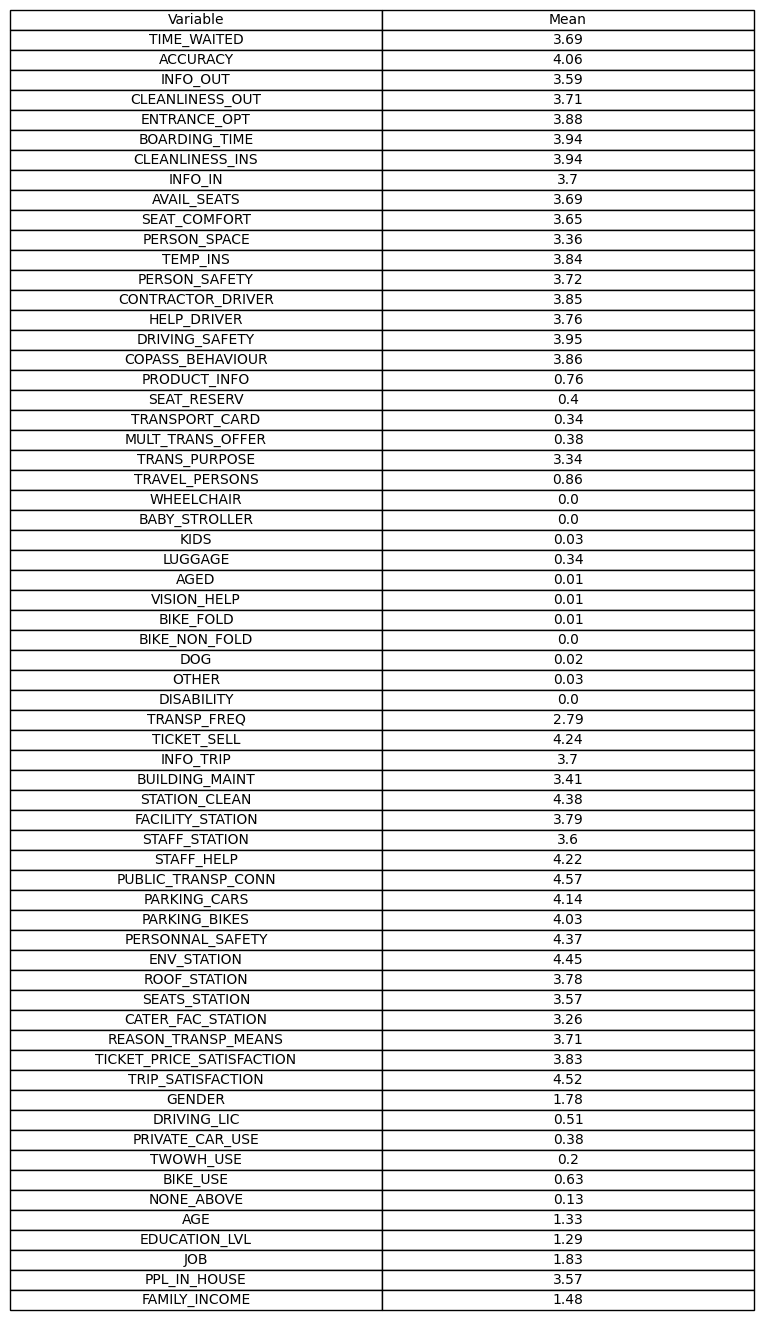 Variable Mean
TIME_WAITED 3.69
ACCURACY 4.06
INFO_OUT 3.59
CLEANLINESS_OUT 3.71
ENTRANCE_OPT 3.88
BOARDING_TIME 3.94
CLEANLINESS_INS 3.94
INFO_IN 3.7
AVAIL_SEATS 3.69
SEAT_COMFORT 3.65
PERSON_SPACE 3.36
TEMP_INS 3.84
PERSON_SAFETY 3.72
CONTRACTOR_DRIVER 3.85
HELP_DRIVER 3.76
DRIVING_SAFETY 3.95
COPASS_BEHAVIOUR 3.86
PRODUCT_INFO 0.76
SEAT_RESERV 0.4
TRANSPORT_CARD 0.34
MULT_TRANS_OFFER 0.38
TRANS_PURPOSE 3.34
TRAVEL_PERSONS 0.86
WHEELCHAIR 0.0
BABY_STROLLER 0.0
KIDS 0.03
LUGGAGE 0.34
AGED 0.01
VISION_HELP 0.01
BIKE_FOLD 0.01
BIKE_NON_FOLD 0.0
DOG 0.02
OTHER 0.03
DISABILITY 0.0
TRANSP_FREQ 2.79
TICKET_SELL 4.24
INFO_TRIP 3.7
BUILDING_MAINT 3.41
STATION_CLEAN 4.38
FACILITY_STATION 3.79
STAFF_STATION 3.6
STAFF_HELP 4.22
PUBLIC_TRANSP_CONN 4.57
PARKING_CARS 4.14
PARKING_BIKES 4.03
PERSONNAL_SAFETY 4.37
ENV_STATION 4.45
ROOF_STATION 3.78
SEATS_STATION 3.57
CATER_FAC_STATION 3.26
REASON_TRANSP_MEANS 3.71
TICKET_PRICE_SATISFACTION 3.83
TRIP_SATISFACTION 4.52
GENDER 1.78
DRIVING_LIC 0.51
PRIVATE_CAR_USE 0.38
TWOWH_USE 0.2
BIKE_USE 0.63
NONE_ABOVE 0.13
AGE 1.33
EDUCATION_LVL 1.29
JOB 1.83
PPL_IN_HOUSE 3.57
FAMILY_INCOME 1.48